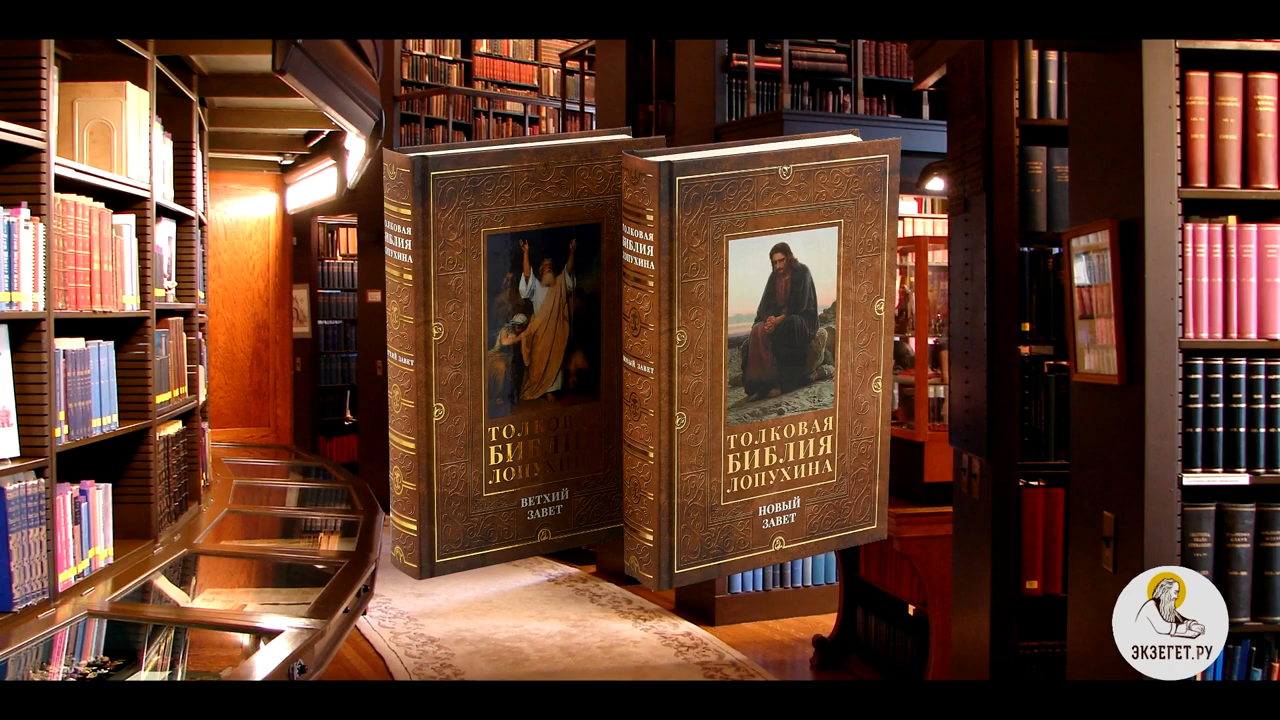 ТОЛКОВАЯ
БИБЛИЯ
ЛОПУХИНА
ВЕТХИЙ ЗАВЕТ
ТОЛКОВАЯ
БИБЛИЯ
ЛОПУХИНА
ВЕТХИЙ
ЗАВЕТ
ТОЛКОВАЯ
БИБЛИЯ
ЛОПУХИНА
НОВЫЙ ЗАВЕТ
ТОЛКОВАЯ
БИБЛИЯ
ЛОПУХИНА
НОВЫЙ
ЗАВЕТ
ЭКЗЕГЕТ.РУ